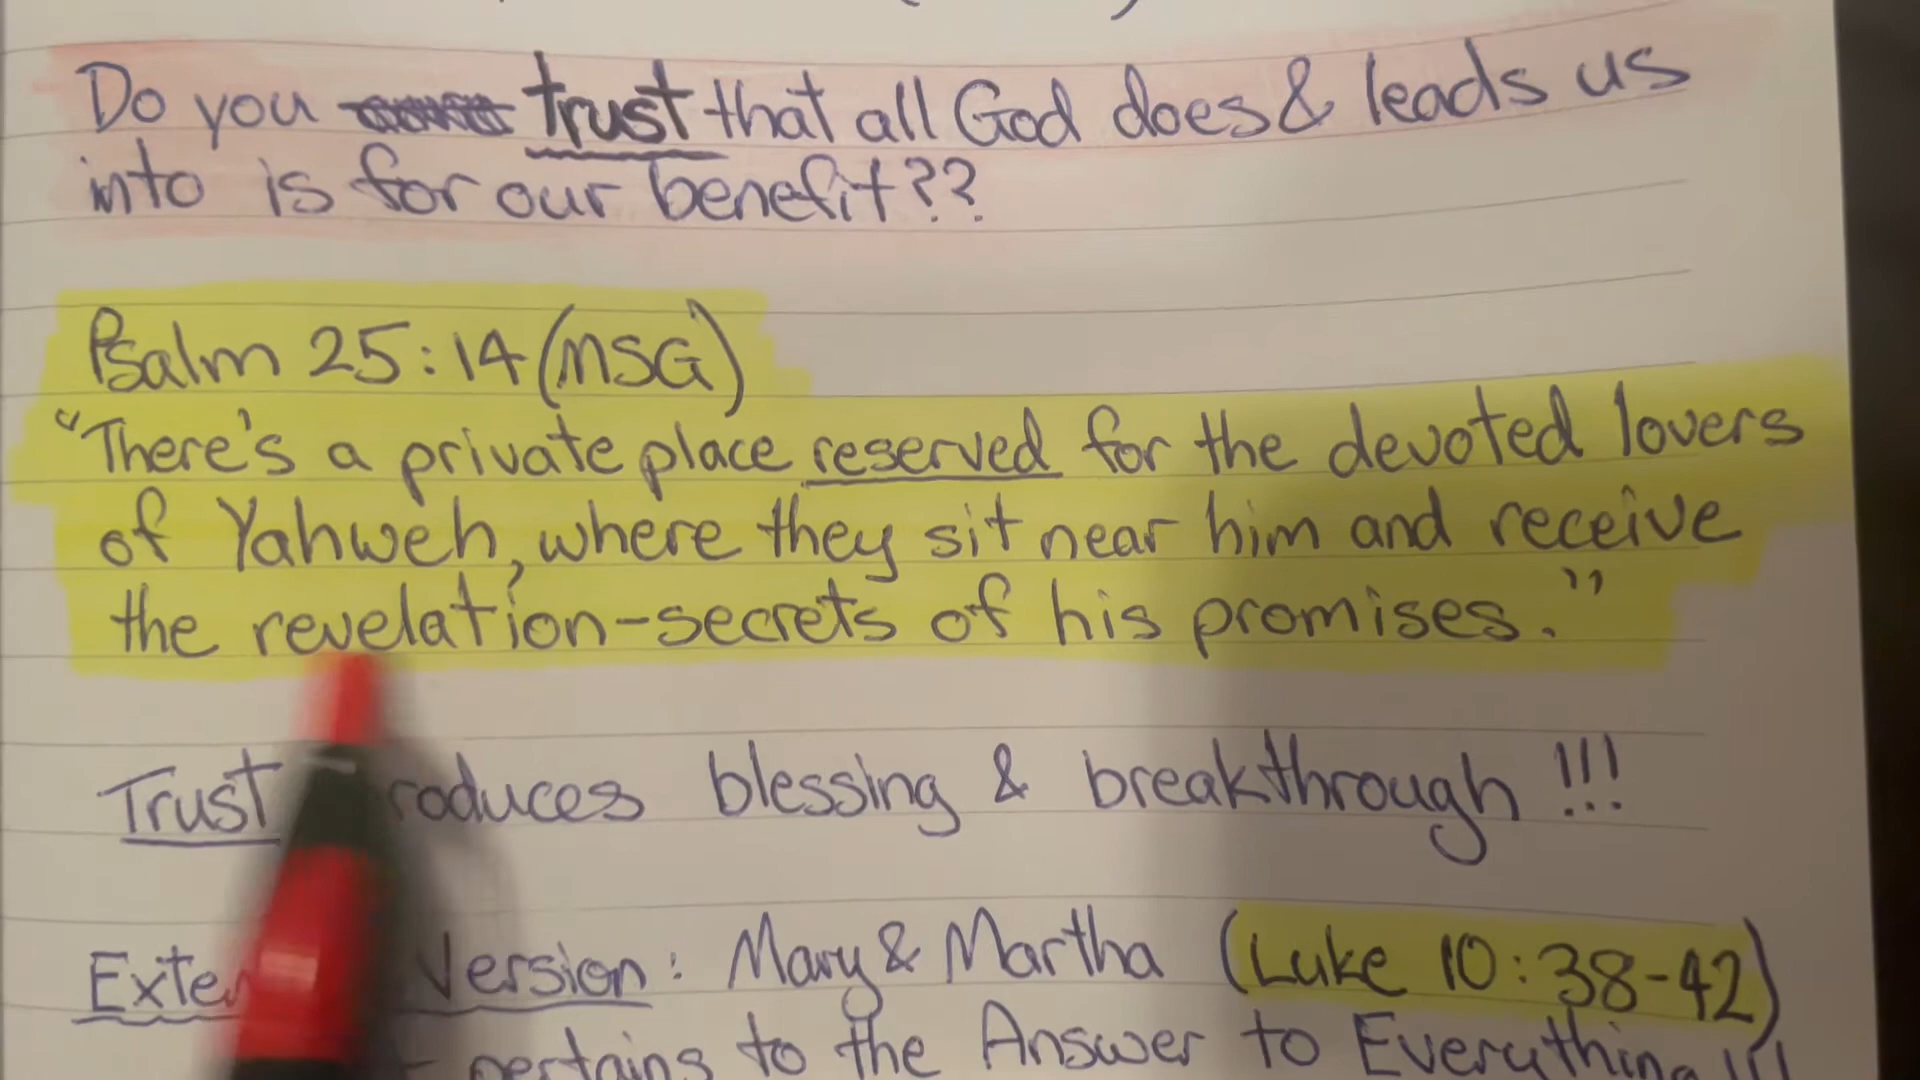 Do you trust that all God does & leads us
into is for our benefit??
Psalm 25:14 (MSG)
"There's a private place reserved for the devoted lovers
of Yahweh, where they sit near him and receive
the revelation-secrets of his promises."
Trust roduces blessing & breakthrough !!!
Exte Version: Mary & Martha (Luke 10:38-42)
- pertains to the Answer to Everything !!!